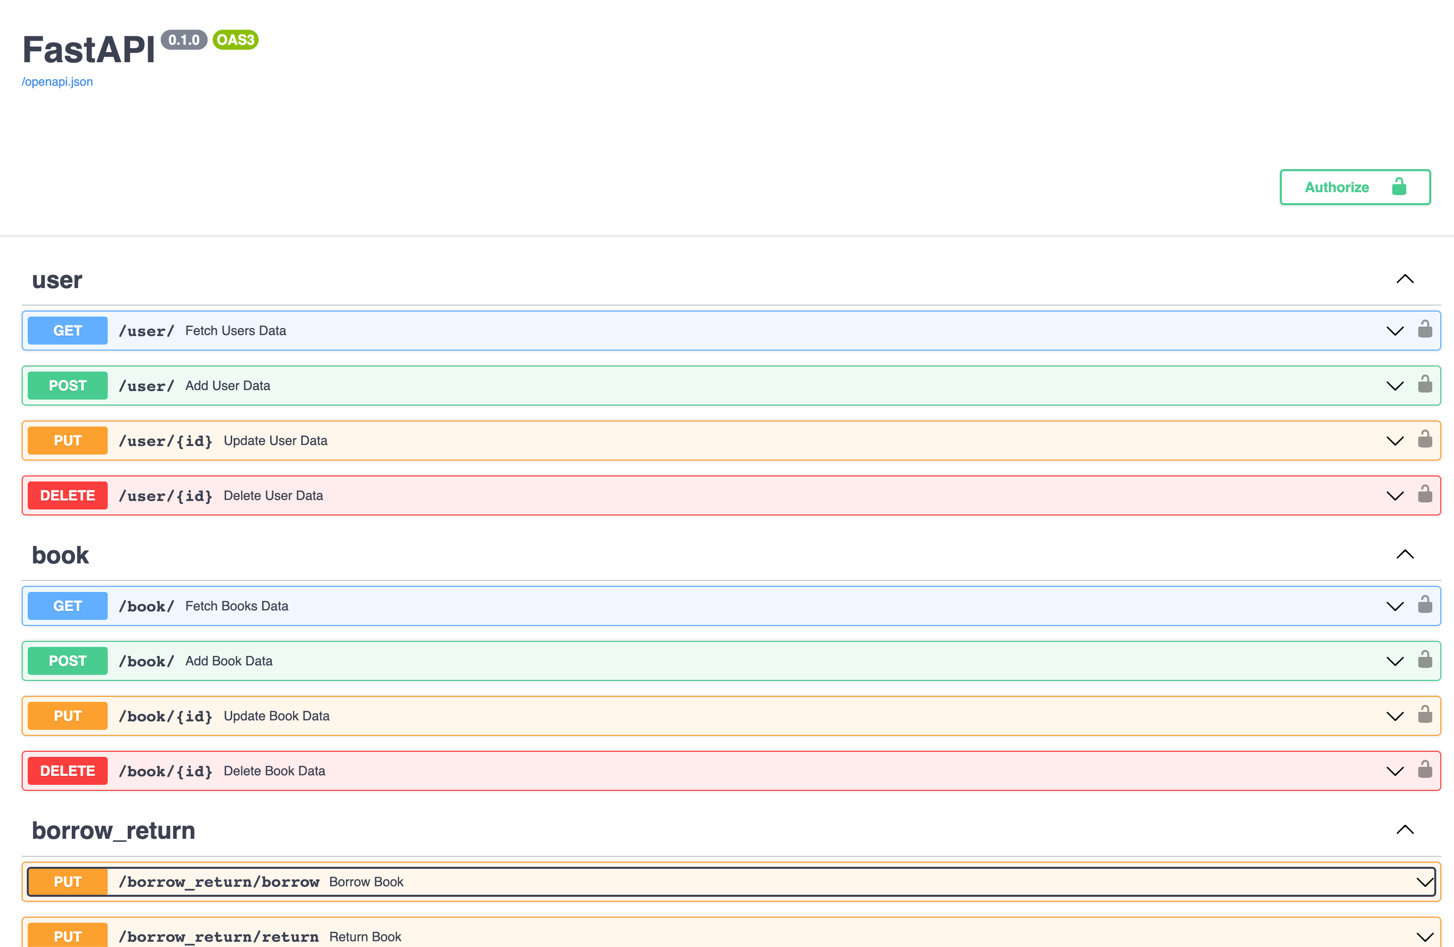 FastAPI 0.1.0 OAS3
/openapi.json
Authorize
user
GET /user/ Fetch Users Data
POST /user/ Add User Data
PUT /user/{id} Update User Data
DELETE /user/{id} Delete User Data
book
GET /book/ Fetch Books Data
POST /book/ Add Book Data
PUT /book/{id} Update Book Data
DELETE /book/{id} Delete Book Data
borrow_return
PUT /borrow_return/borrow Borrow Book
PUT /borrow_return/return Return Book